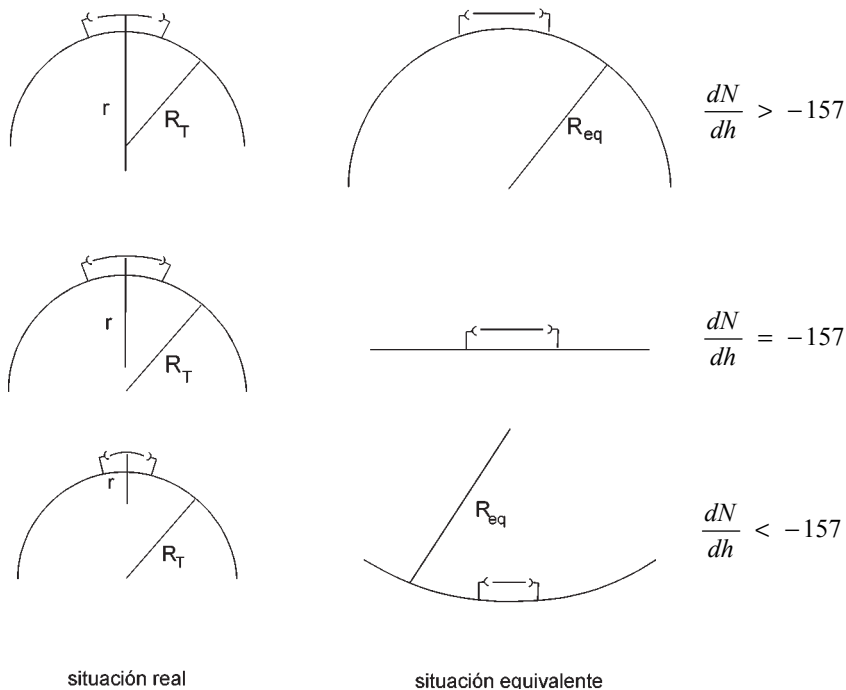 r
R_T
R_eq
dN/dh > -157
r
R_T
dN/dh = -157
r
R_T
R_eq
dN/dh < -157
situación real
situación equivalente